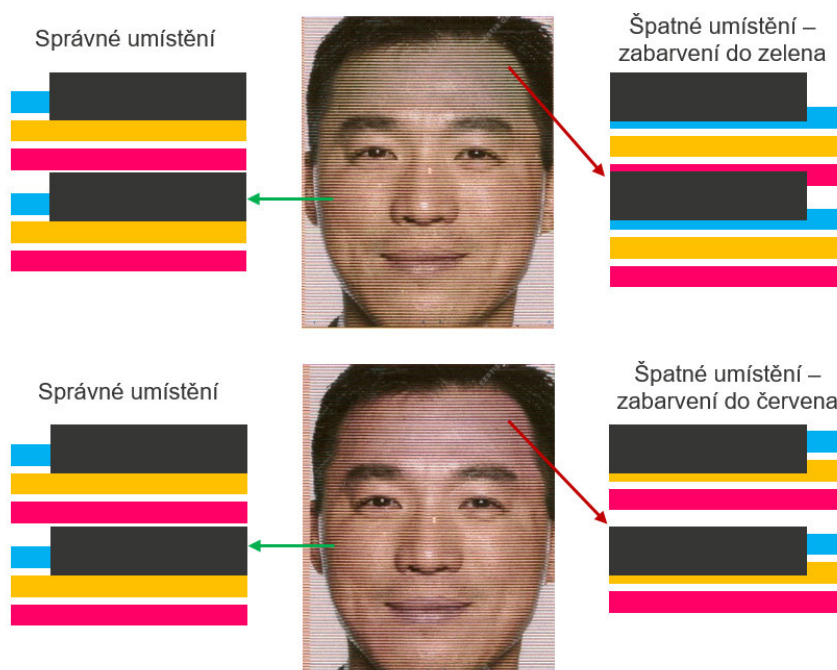 Správné umístění
Špatné umístění –
zabarvení do zelena
Správné umístění
Špatné umístění –
zabarvení do červena